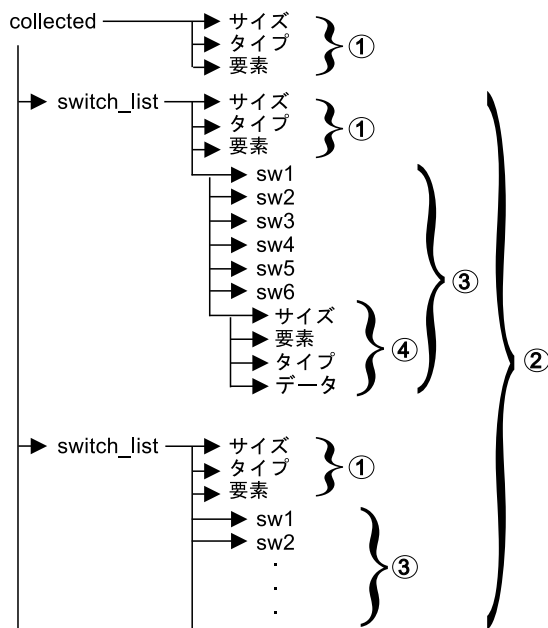 collected
サイズ
タイプ
要素
①
switch_list
サイズ
タイプ
要素
①
sw1
sw2
sw3
sw4
sw5
sw6
③
サイズ
要素
タイプ
データ
④
②
switch_list
サイズ
タイプ
要素
①
sw1
sw2
③